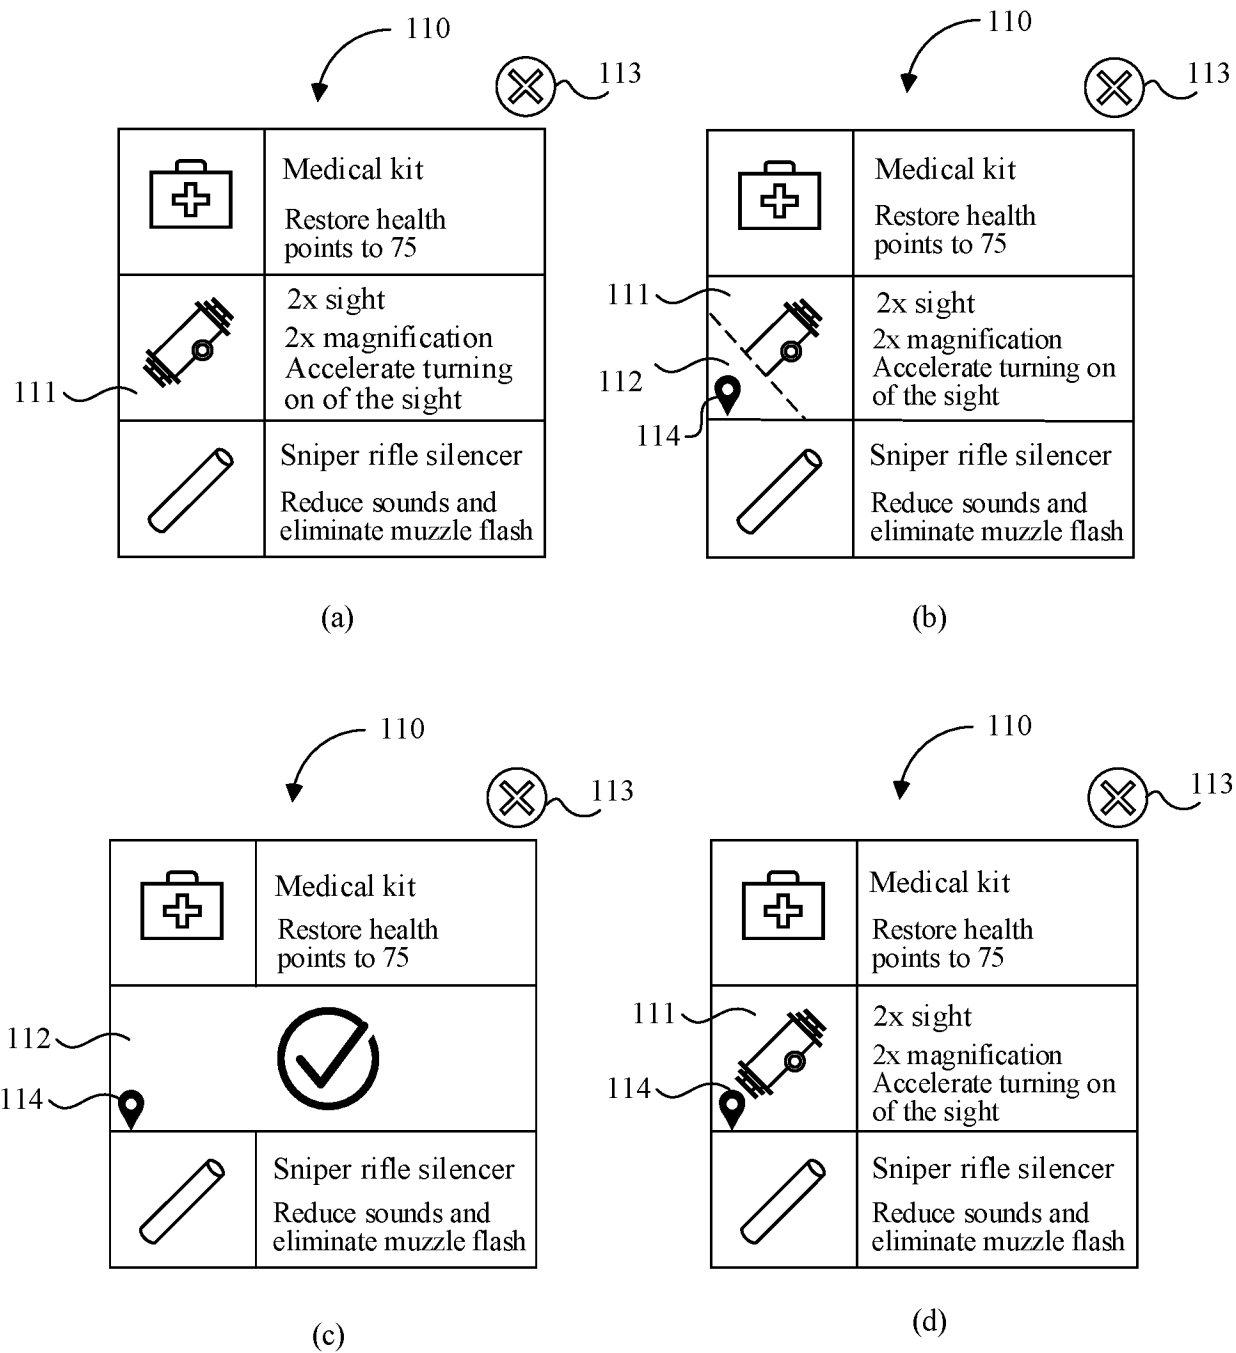 110
113
Medical kit
Restore health
points to 75
2x sight
2x magnification
Accelerate turning
on of the sight
111
Sniper rifle silencer
Reduce sounds and
eliminate muzzle flash
(a)
110
113
Medical kit
Restore health
points to 75
111
2x sight
2x magnification
Accelerate turning on
of the sight
112
114
Sniper rifle silencer
Reduce sounds and
eliminate muzzle flash
(b)
110
113
Medical kit
Restore health
points to 75
112
114
Sniper rifle silencer
Reduce sounds and
eliminate muzzle flash
(c)
110
113
Medical kit
Restore health
points to 75
111
2x sight
2x magnification
Accelerate turning on
of the sight
114
Sniper rifle silencer
Reduce sounds and
eliminate muzzle flash
(d)